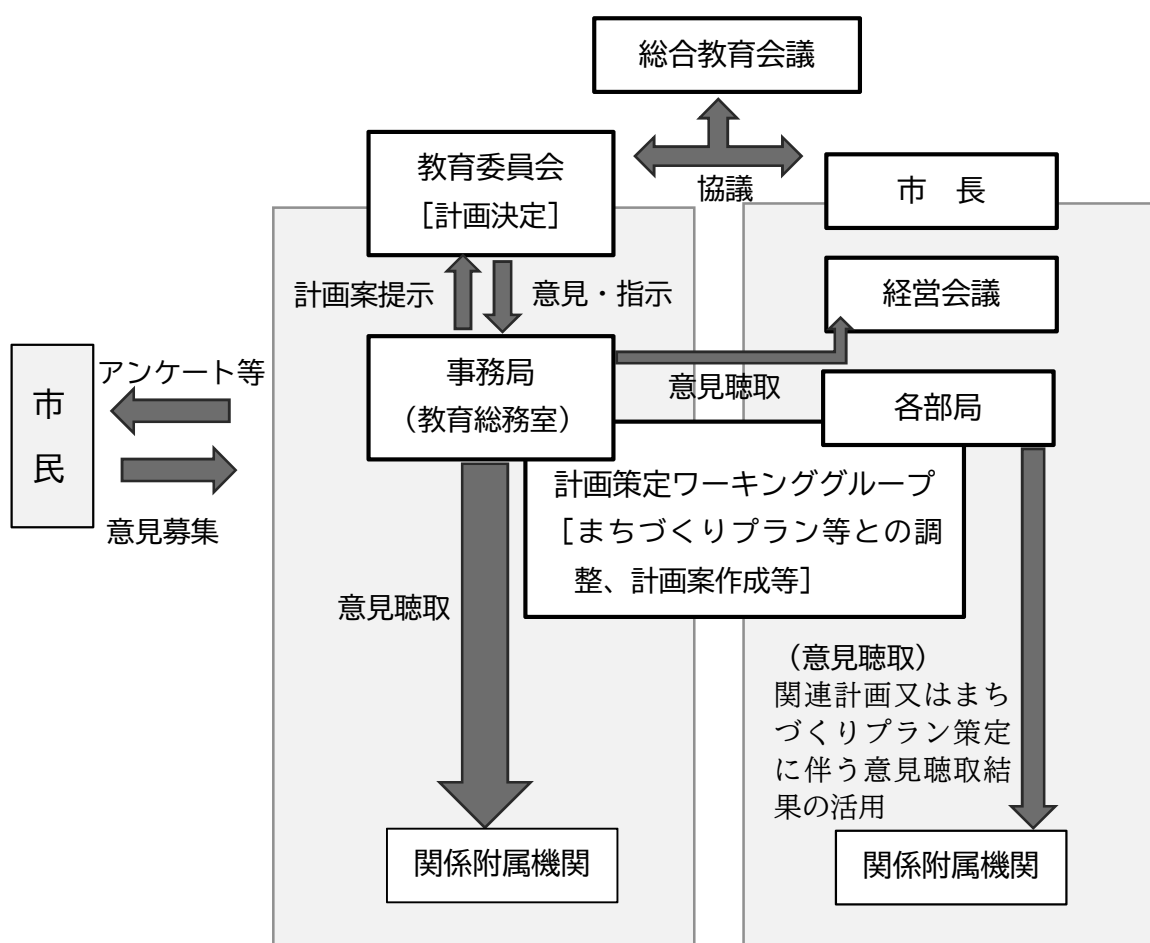 総合教育会議
教育委員会
[計画決定]
協議
市　長
計画案提示
意見・指示
経営会議
アンケート等
市
民
意見募集
事務局
（教育総務室）
意見聴取
各部局
計画策定ワーキンググループ
[まちづくりプラン等との調
整、計画案作成等]
意見聴取
（意見聴取）
関連計画又はまち
づくりプラン策定
に伴う意見聴取結
果の活用
関係附属機関
関係附属機関